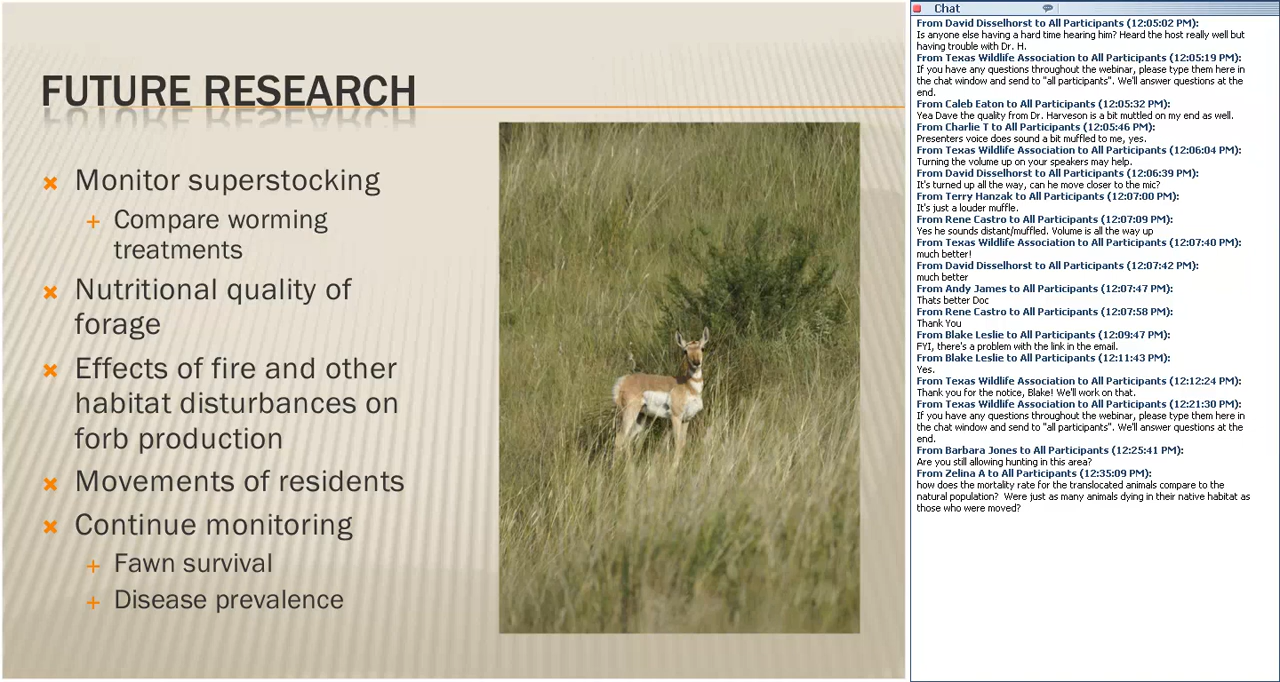 FUTURE RESEARCH
Monitor superstocking
Compare worming
treatments
Nutritional quality of
forage
Effects of fire and other
habitat disturbances on
forb production
Movements of residents
Continue monitoring
Fawn survival
Disease prevalence
Chat
From David Disselhorst to All Participants (12:05:02 PM):
Is anyone else having a hard time hearing him? Heard the host really well but
having trouble with Dr. H.
From Texas Wildlife Association to All Participants (12:05:19 PM):
If you have any questions throughout the webinar, please type them here in
the chat window and send to "all participants". We'll answer questions at the
end.
From Caleb Eaton to All Participants (12:05:32 PM):
Yea Dave the quality from Dr. Harveson is a bit muttled on my end as well.
From Charlie T to All Participants (12:05:46 PM):
Presenters voice does sound a bit muffled to me, yes.
From Texas Wildlife Association to All Participants (12:06:04 PM):
Turning the volume up on your speakers may help.
From David Disselhorst to All Participants (12:06:39 PM):
It's turned up all the way, can he move closer to the mic?
From Terry Hanzak to All Participants (12:07:00 PM):
It's just a louder muffle.
From Rene Castro to All Participants (12:07:09 PM):
Yes he sounds distant/muffled. Volume is all the way up
From Texas Wildlife Association to All Participants (12:07:40 PM):
much better!
From David Disselhorst to All Participants (12:07:42 PM):
much better
From Andy James to All Participants (12:07:47 PM):
Thats better Doc
From Rene Castro to All Participants (12:07:58 PM):
Thank You
From Blake Leslie to All Participants (12:09:47 PM):
FYI, there's a problem with the link in the email.
From Blake Leslie to All Participants (12:11:43 PM):
Yes.
From Texas Wildlife Association to All Participants (12:12:24 PM):
Thank you for the notice, Blake! We'll work on that.
From Texas Wildlife Association to All Participants (12:21:30 PM):
If you have any questions throughout the webinar, please type them here in
the chat window and send to "all participants". We'll answer questions at the
end.
From Barbara Jones to All Participants (12:25:41 PM):
Are you still allowing hunting in this area?
From Zelina A to All Participants (12:35:09 PM):
how does the mortality rate for the translocated animals compare to the
natural population?  Were just as many animals dying in their native habitat as
those who were moved?